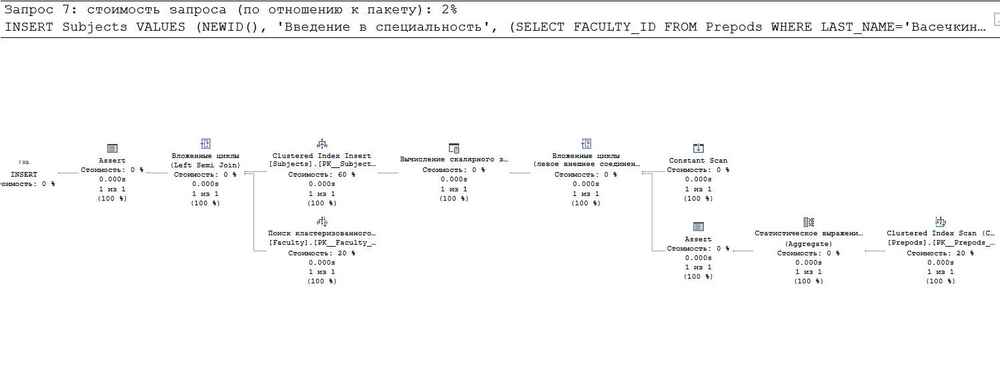 Запрос 7: стоимость запроса (по отношению к пакету): 2%
INSERT Subjects VALUES (NEWID(), 'Введение в специальность', (SELECT FACULTY_ID FROM Prepods WHERE LAST_NAME='Васечкин...
T-SQL
INSERT
оимость: 0 %
Assert
Стоимость: 0 %
0.000s
1 из 1
(100 %)
Вложенные циклы
(Left Semi Join)
Стоимость: 0 %
0.000s
1 из 1
(100 %)
Clustered Index Insert
[Subjects].[PK__Subject…
Стоимость: 60 %
0.000s
1 из 1
(100 %)
Вычисление скалярного з…
Стоимость: 0 %
0.000s
1 из 1
(100 %)
Вложенные циклы
(левое внешнее соединен…
Стоимость: 0 %
0.000s
1 из 1
(100 %)
Constant Scan
Стоимость: 0 %
0.000s
1 из 1
(100 %)
Поиск кластеризованного…
[Faculty].[PK__Faculty_…
Стоимость: 20 %
0.000s
1 из 1
(100 %)
Assert
Стоимость: 0 %
0.000s
1 из 1
(100 %)
Статистическое выражени…
(Aggregate)
Стоимость: 0 %
0.000s
1 из 1
(100 %)
Clustered Index Scan (C…
[Prepods].[PK__Prepods_…
Стоимость: 20 %
0.000s
1 из 1
(100 %)